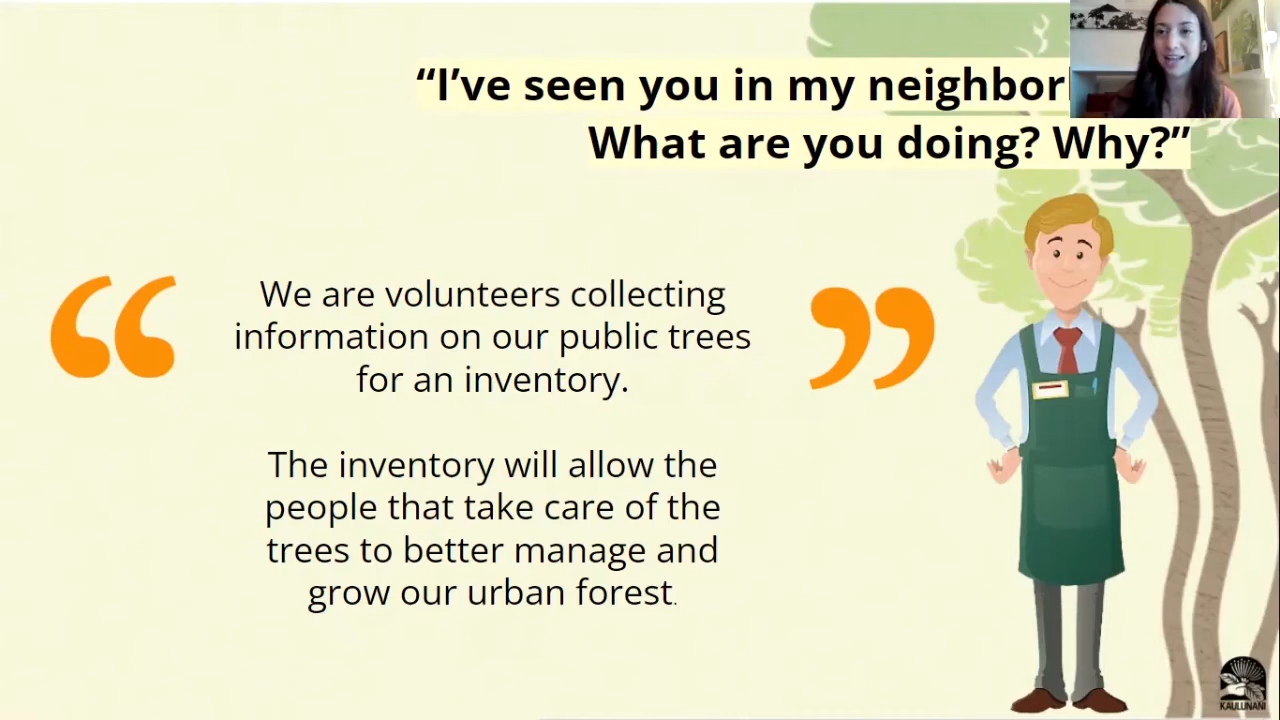 “I’ve seen you in my neighbor
What are you doing? Why?”
We are volunteers collecting
information on our public trees
for an inventory.
The inventory will allow the
people that take care of the
trees to better manage and
grow our urban forest.
KAULUNANI